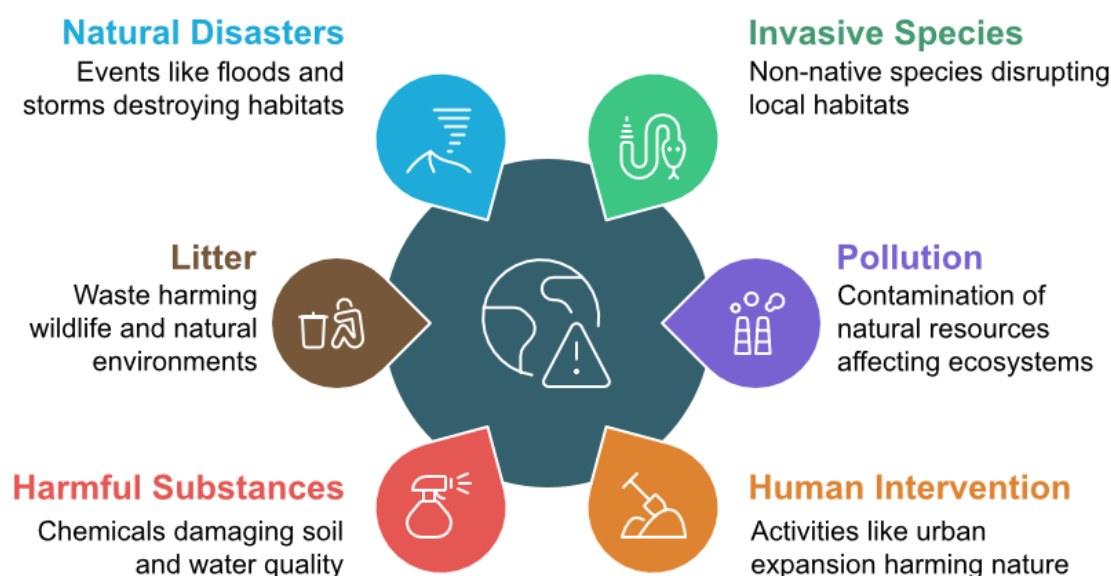 Natural Disasters
Events like floods and
storms destroying habitats
Invasive Species
Non-native species disrupting
local habitats
Litter
Waste harming
wildlife and natural
environments
Pollution
Contamination of
natural resources
affecting ecosystems
Harmful Substances
Chemicals damaging soil
and water quality
Human Intervention
Activities like urban
expansion harming nature